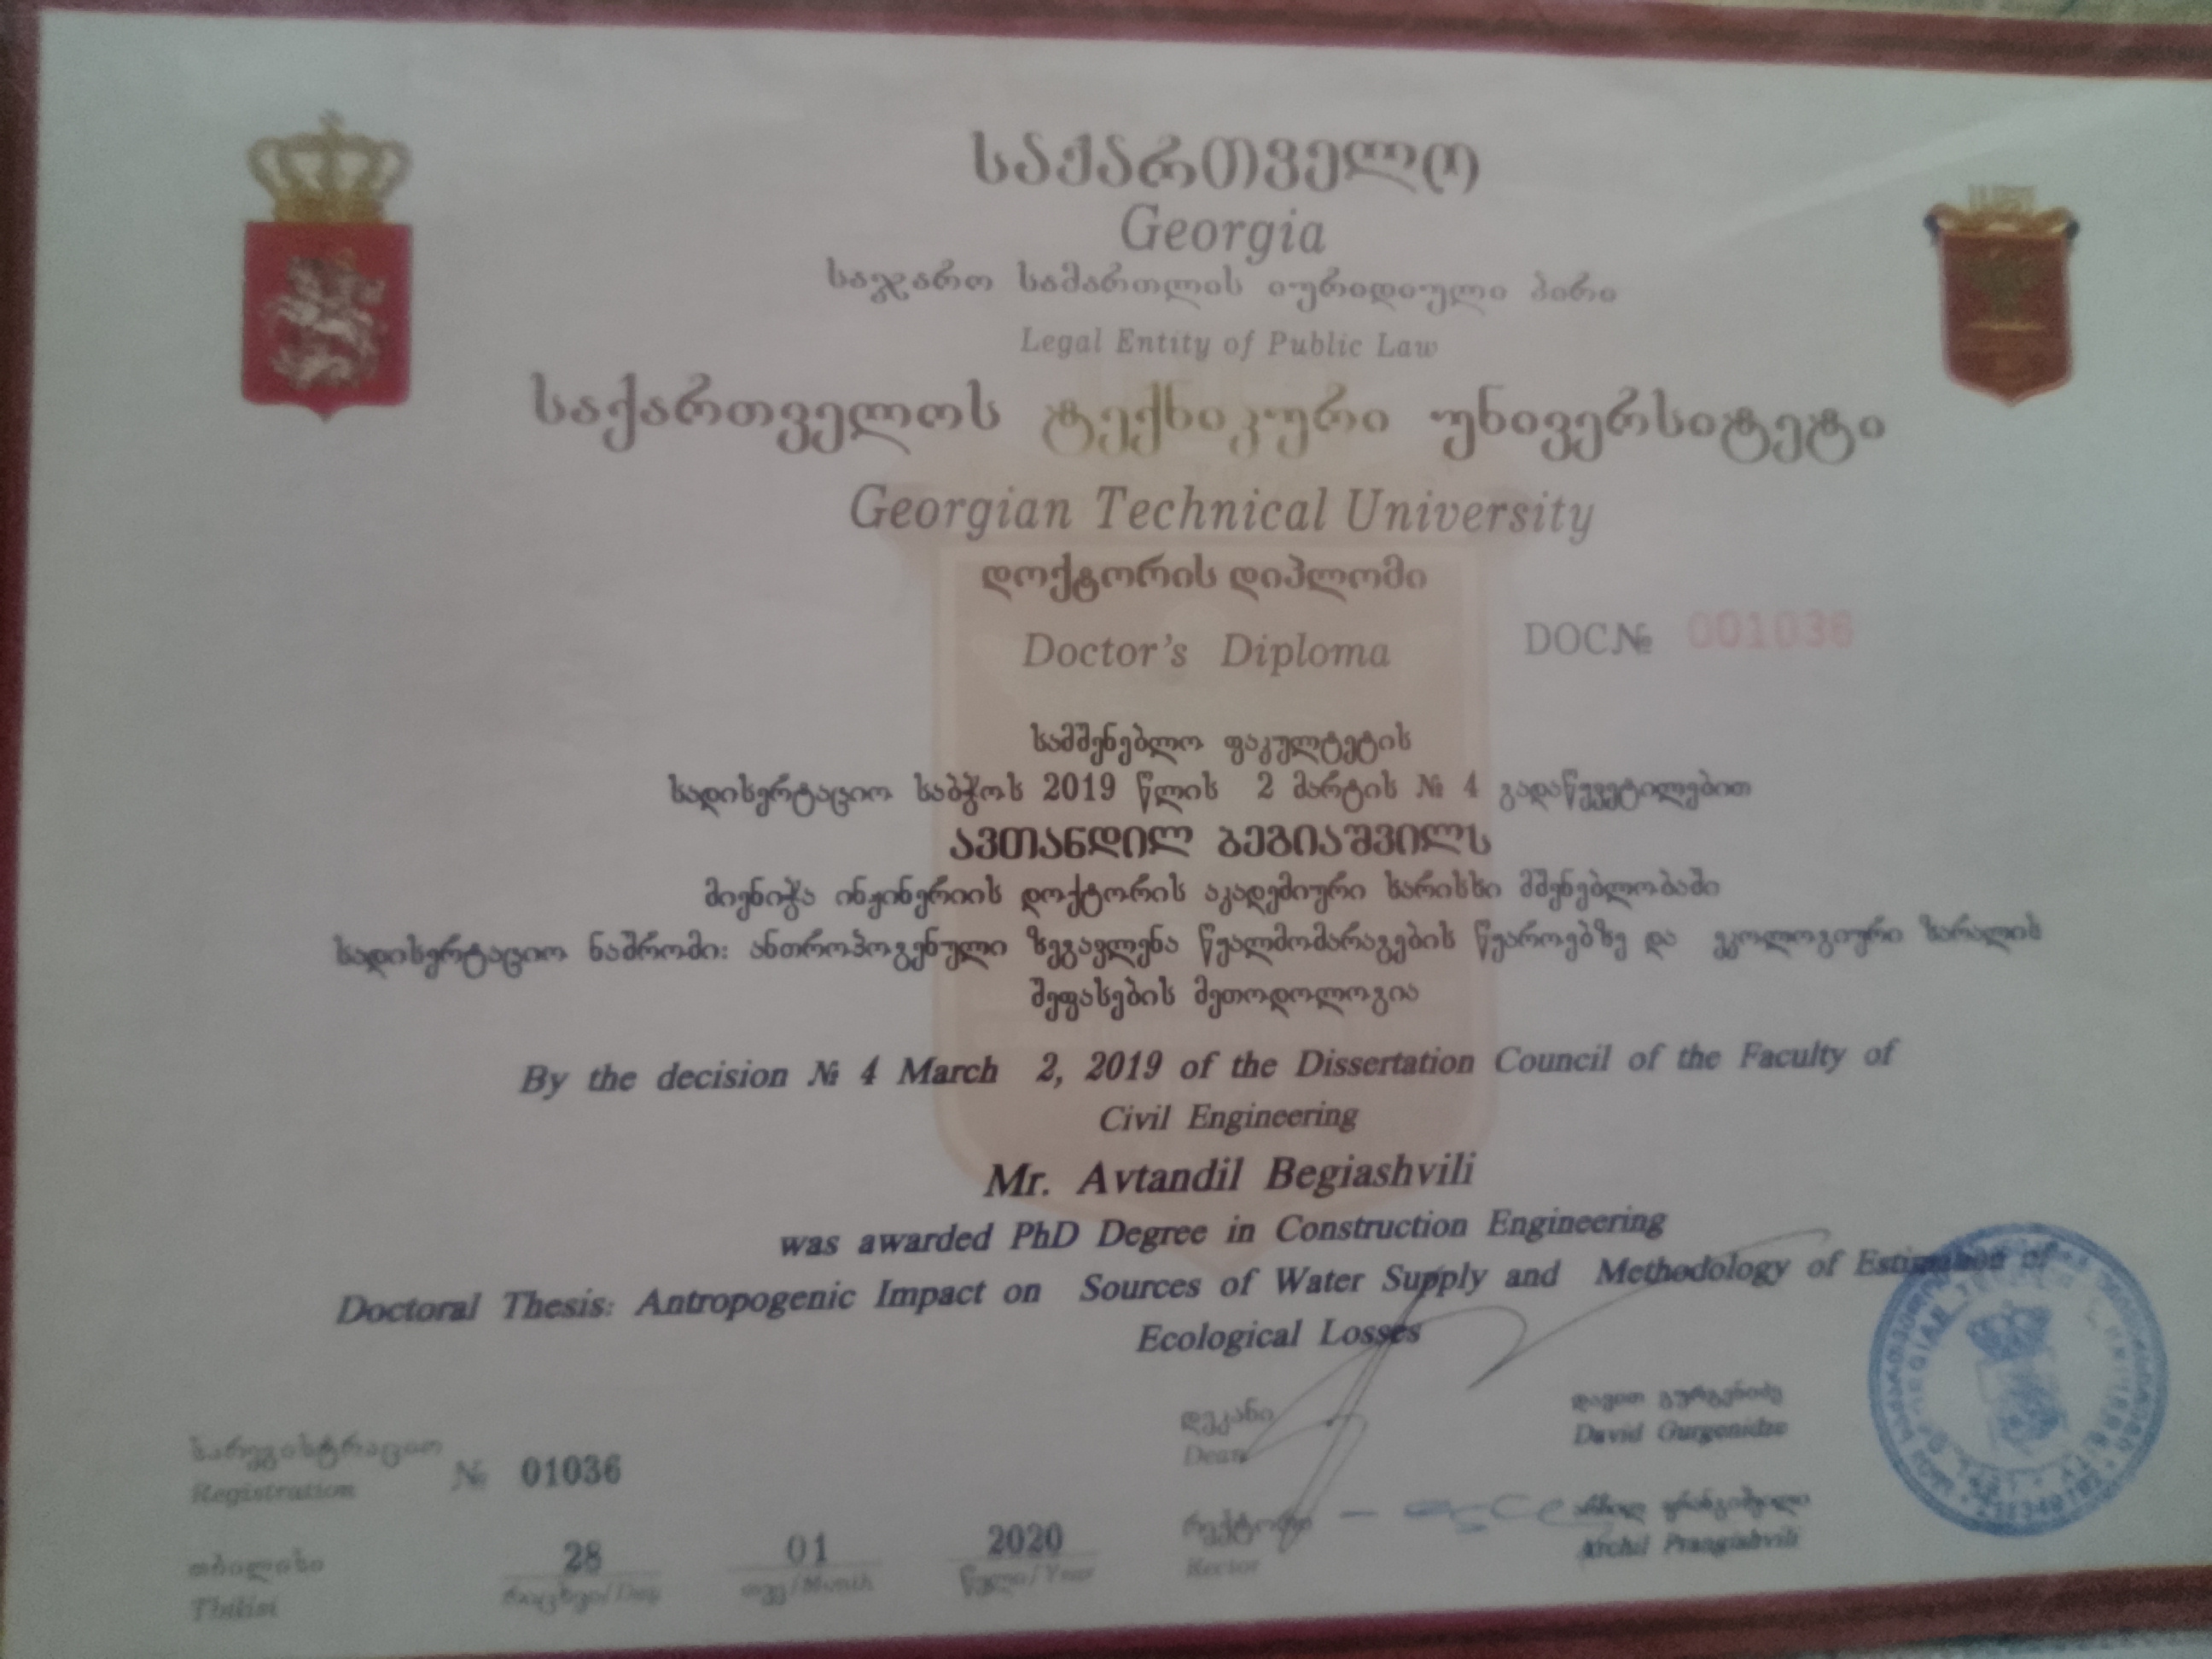 საქართველო
Georgia
საჯარო სამართლის იურიდიული პირი
Legal Entity of Public Law
საქართველოს ტექნიკური უნივერსიტეტი
Georgian Technical University
დოქტორის დიპლომი
Doctor's Diploma
DOC№ 001036
სამშენებლო ფაკულტეტის
სადისერტაციო საბჭოს 2019 წლის 2 მარტის № 4 გადაწყვეტილებით
ავთანდილ ბეგიაშვილს
მიენიჭა ინჟინერიის დოქტორის აკადემიური ხარისხი მშენებლობაში
სადისერტაციო ნაშრომი: ანთროპოგენული ზეგავლენა წყალმომარაგების წყაროებზე და ეკოლოგიური ზარალის
შეფასების მეთოდოლოგია
By the decision № 4 March 2, 2019 of the Dissertation Council of the Faculty of
Civil Engineering
Mr. Avtandil Begiashvili
was awarded PhD Degree in Construction Engineering
Doctoral Thesis: Antropogenic Impact on Sources of Water Supply and Methodology of Estimation of
Ecological Losses
სარეგისტრაციო
Registration
№ 01036
დეკანი
Dean
დავით გურგენიძე
David Gurgenidze
თბილისი
Tbilisi
28
რიცხვი/Day
01
თვე/Month
2020
წელი/Year
რექტორი
Rector
არჩილ ფრანგიშვილი
Archil Prangishvili